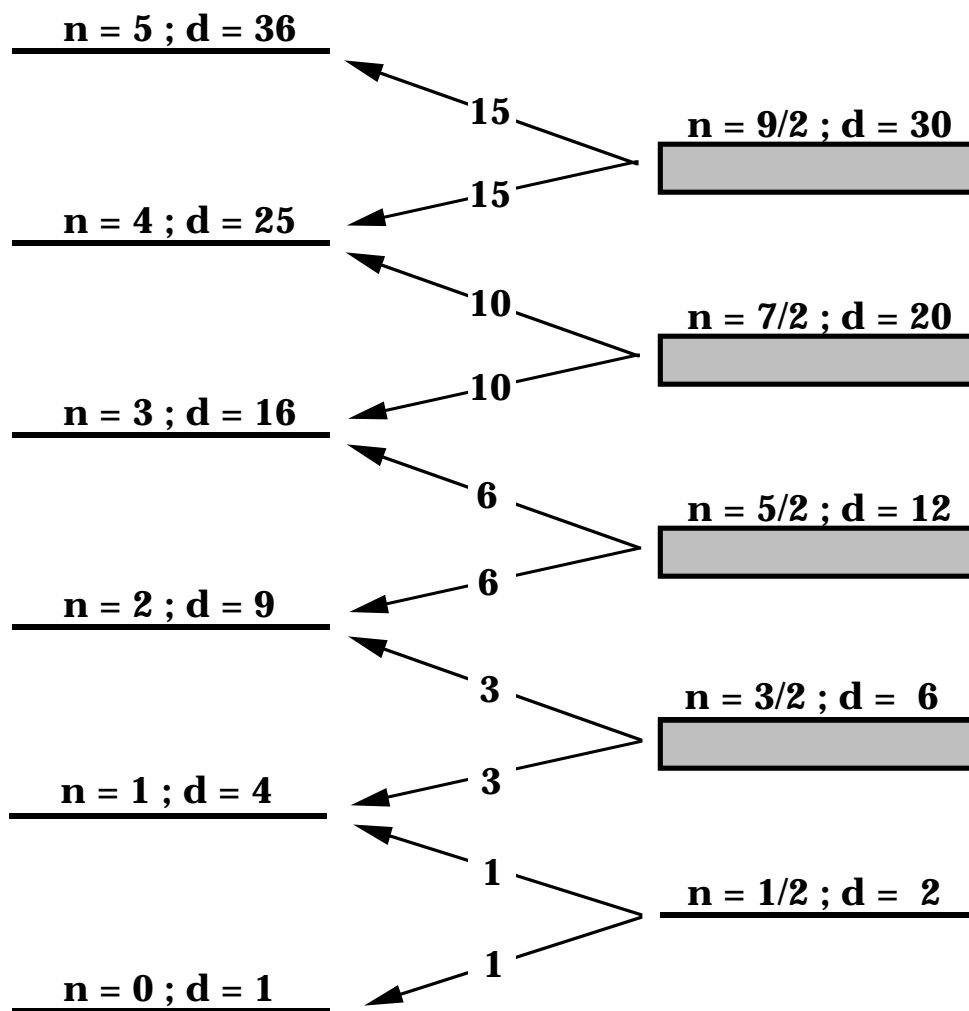 n = 5 ; d = 36
15
n = 9/2 ; d = 30
15
n = 4 ; d = 25
10
n = 7/2 ; d = 20
10
n = 3 ; d = 16
6
n = 5/2 ; d = 12
6
n = 2 ; d = 9
3
n = 3/2 ; d = 6
3
n = 1 ; d = 4
1
n = 1/2 ; d = 2
1
n = 0 ; d = 1